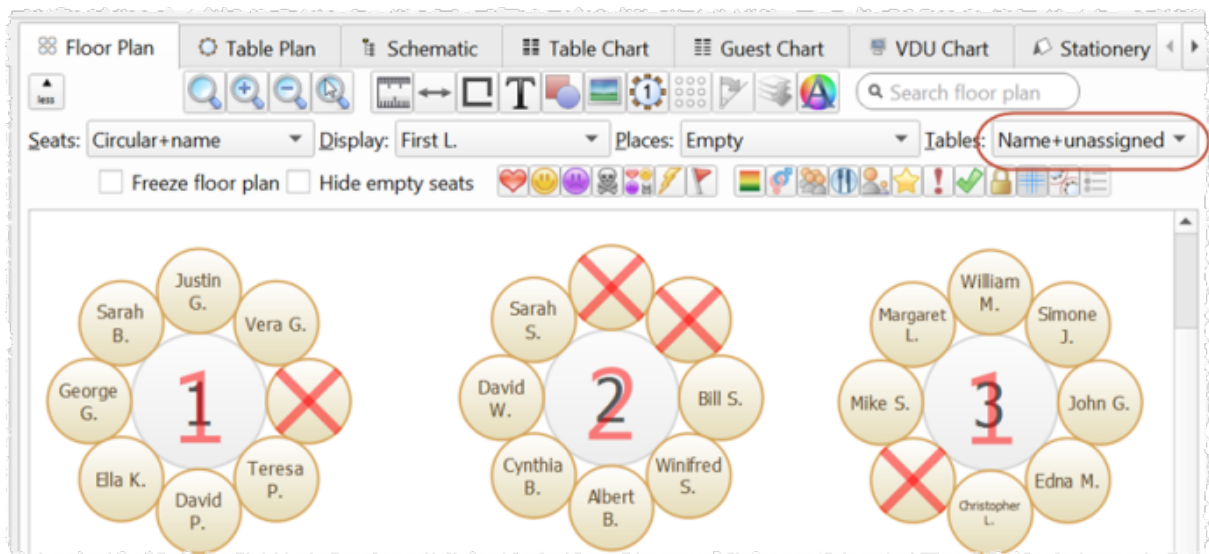 Floor Plan
Table Plan
Schematic
Table Chart
Guest Chart
VDU Chart
Stationery
less
T
1
A
Search floor plan
Seats: Circular+name
Display: First L.
Places: Empty
Tables: Name+unassigned
Freeze floor plan
Hide empty seats
Justin
G.
Sarah
B.
Vera G.
George
G.
1
1
Ella K.
Teresa
P.
David
P.
Sarah
S.
David
W.
2
2
Bill S.
Cynthia
B.
Winifred
S.
Albert
B.
William
M.
Margaret
L.
Simone
J.
Mike S.
1
3
John G.
Edna M.
Christopher
L.